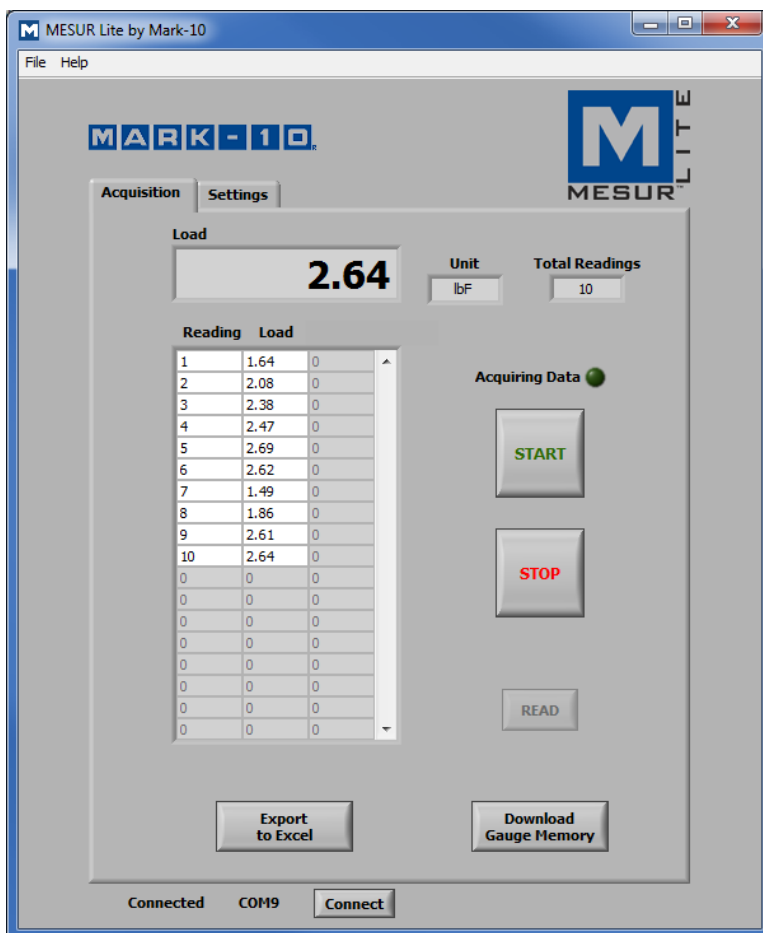 MESUR Lite by Mark-10
File Help
MARK-10
R
M
MESUR™
LITE
Acquisition Settings
Load
2.64
Unit
lbF
Total Readings
10
Reading Load
1 1.64 0
2 2.08 0
3 2.38 0
4 2.47 0
5 2.69 0
6 2.62 0
7 1.49 0
8 1.86 0
9 2.61 0
10 2.64 0
0 0 0
0 0 0
0 0 0
0 0 0
0 0 0
0 0 0
0 0 0
0 0 0
Acquiring Data
START
STOP
READ
Export
to Excel
Download
Gauge Memory
Connected COM9 Connect